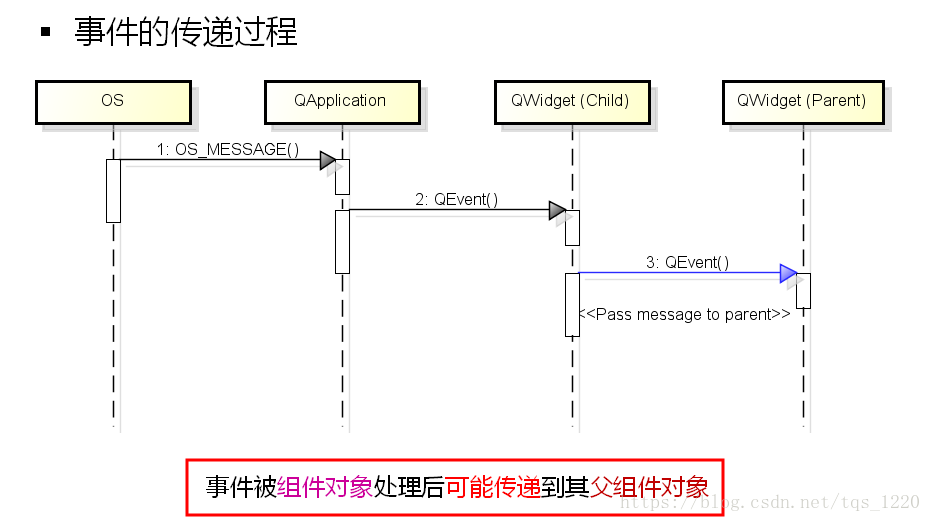 事件的传递过程
OS
QApplication
QWidget (Child)
QWidget (Parent)
1: OS_MESSAGE()
2: QEvent()
3: QEvent()
<<Pass message to parent>>
事件被组件对象处理后可能传递到其父组件对象
https://blog.csdn.net/tqs_1220